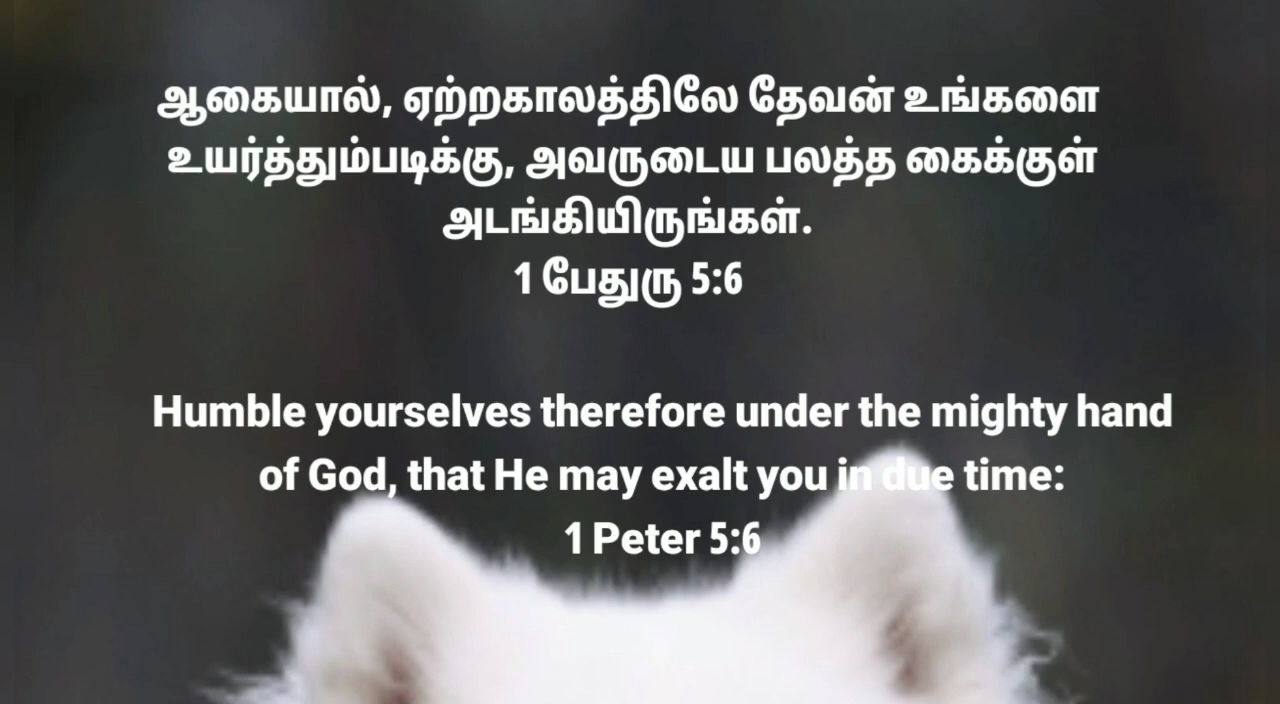 ஆகையால், ஏற்றகாலத்திலே தேவன் உங்களை
உயர்த்தும்படிக்கு, அவருடைய பலத்த கைக்குள்
அடங்கியிருங்கள்.
1 பேதுரு 5:6
Humble yourselves therefore under the mighty hand
of God, that He may exalt you in due time:
1 Peter 5:6